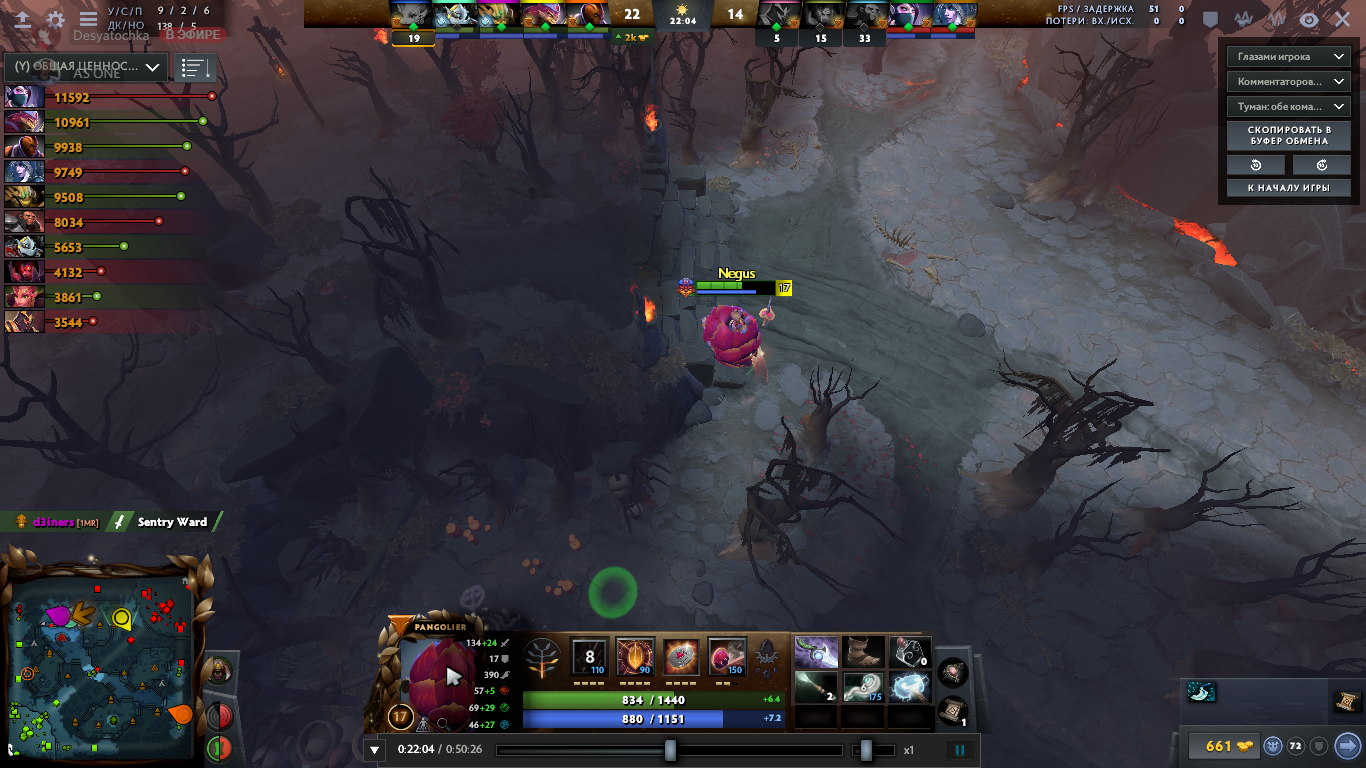 У/С/П 9 / 2 / 6
ДК/НО 138 / 5
Desyatochka
В ЭФИРЕ
(Y) ОБЩАЯ ЦЕННОС...
AS ONE
11592
10961
9938
9749
9508
8034
5653
4132
3861
3544
22
22:04
14
19
2k
5
15
33
FPS / ЗАДЕРЖКА 51 0
ПОТЕРИ: ВХ./ИСХ. 0 0
Глазами игрока
Комментаторов...
Туман: обе кома...
СКОПИРОВАТЬ В
БУФЕР ОБМЕНА
К НАЧАЛУ ИГРЫ
Negus
17
d3iners [1MR] Sentry Ward
PANGOLIER
134+24
17
390
57+5
69+29
46+27
17
8
110
90
150
834 / 1440 +6.4
880 / 1151 +7.2
0
2
175
1
661
72
0:22:04 / 0:50:26
x1